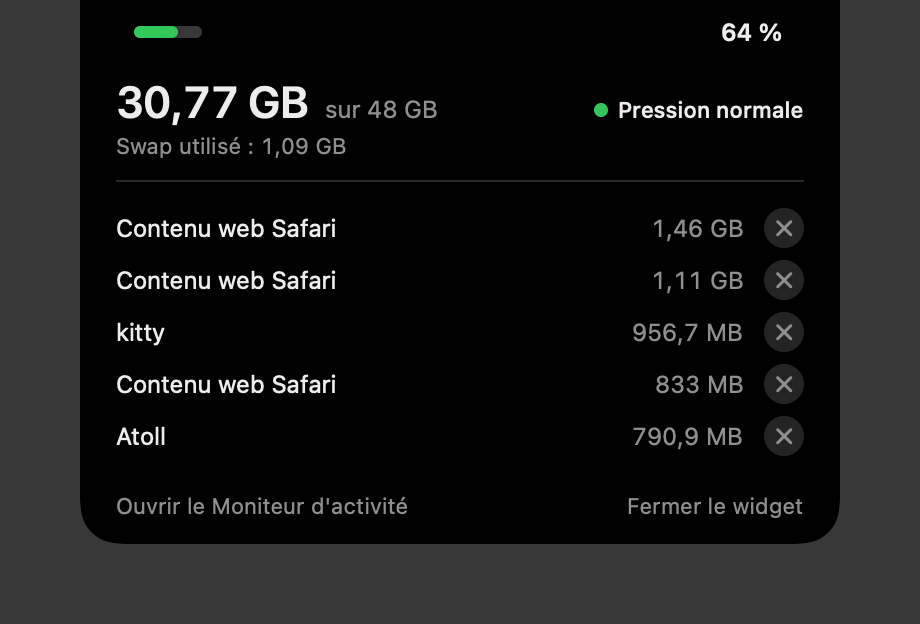 64 %
30,77 GB sur 48 GB
Pression normale
Swap utilisé : 1,09 GB
Contenu web Safari 1,46 GB
Contenu web Safari 1,11 GB
kitty 956,7 MB
Contenu web Safari 833 MB
Atoll 790,9 MB
Ouvrir le Moniteur d'activité Fermer le widget